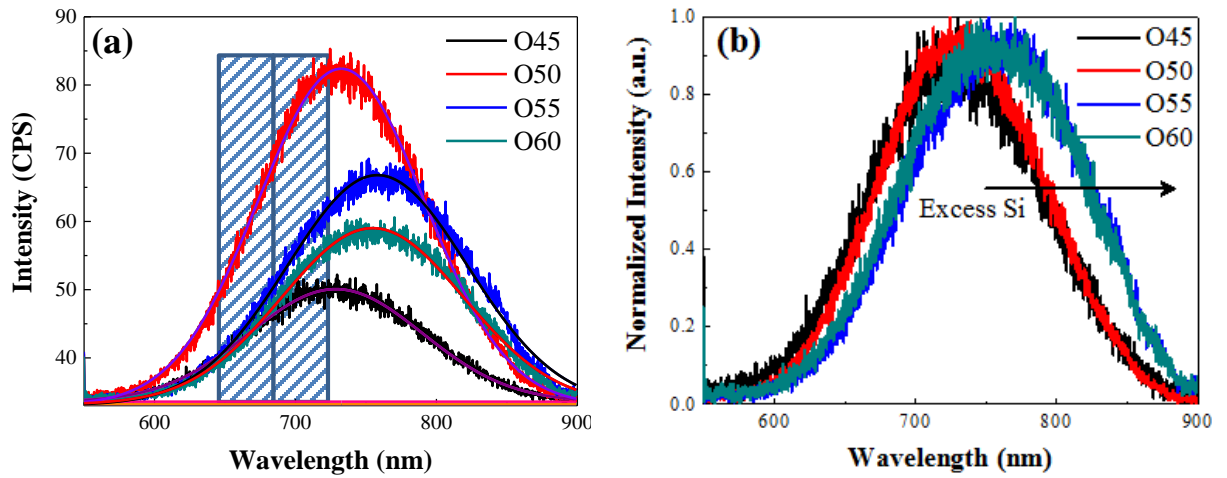 (a)
O45
O50
O55
O60
Intensity (CPS)
90
80
70
60
50
40
600
700
800
900
Wavelength (nm)
(b)
O45
O50
O55
O60
Excess Si
Normalized Intensity (a.u.)
1.0
0.8
0.6
0.4
0.2
0.0
600
700
800
900
Wavelength (nm)